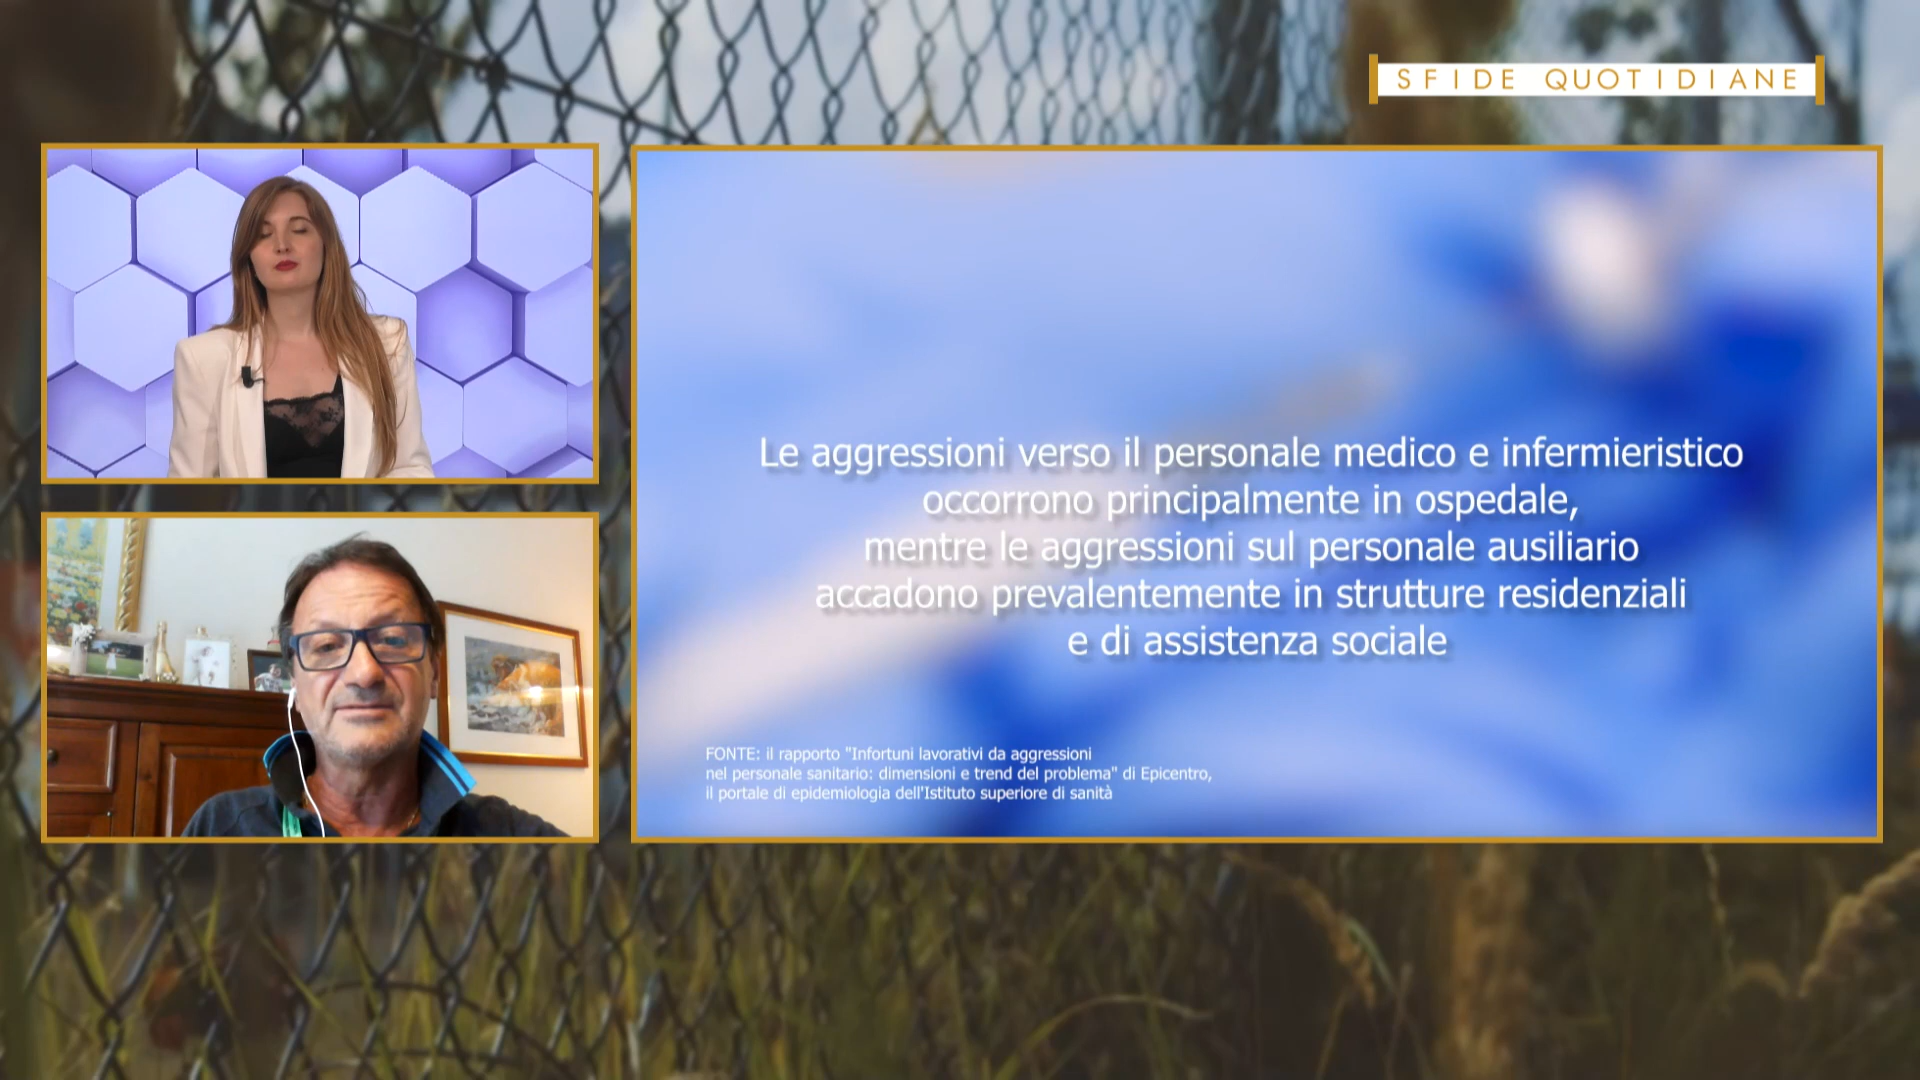 SFIDE QUOTIDIANE
Le aggressioni verso il personale medico e infermieristico
occorrono principalmente in ospedale,
mentre le aggressioni sul personale ausiliario
accadono prevalentemente in strutture residenziali
e di assistenza sociale
FONTE: il rapporto "Infortuni lavorativi da aggressioni
nel personale sanitario: dimensioni e trend del problema" di Epicentro,
il portale di epidemiologia dell'Istituto superiore di sanità